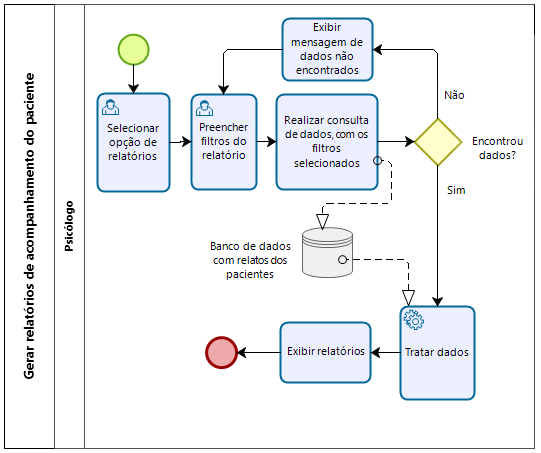 Gerar relatórios de acompanhamento do paciente
Psicólogo
Exibir
mensagem de
dados não
encontrados
Selecionar
opção de
relatórios
Preencher
filtros do
relatório
Realizar consulta
de dados, com os
filtros
selecionados
Não
Encontrou
dados?
Sim
Banco de dados
com relatos dos
pacientes
Tratar dados
Exibir relatórios